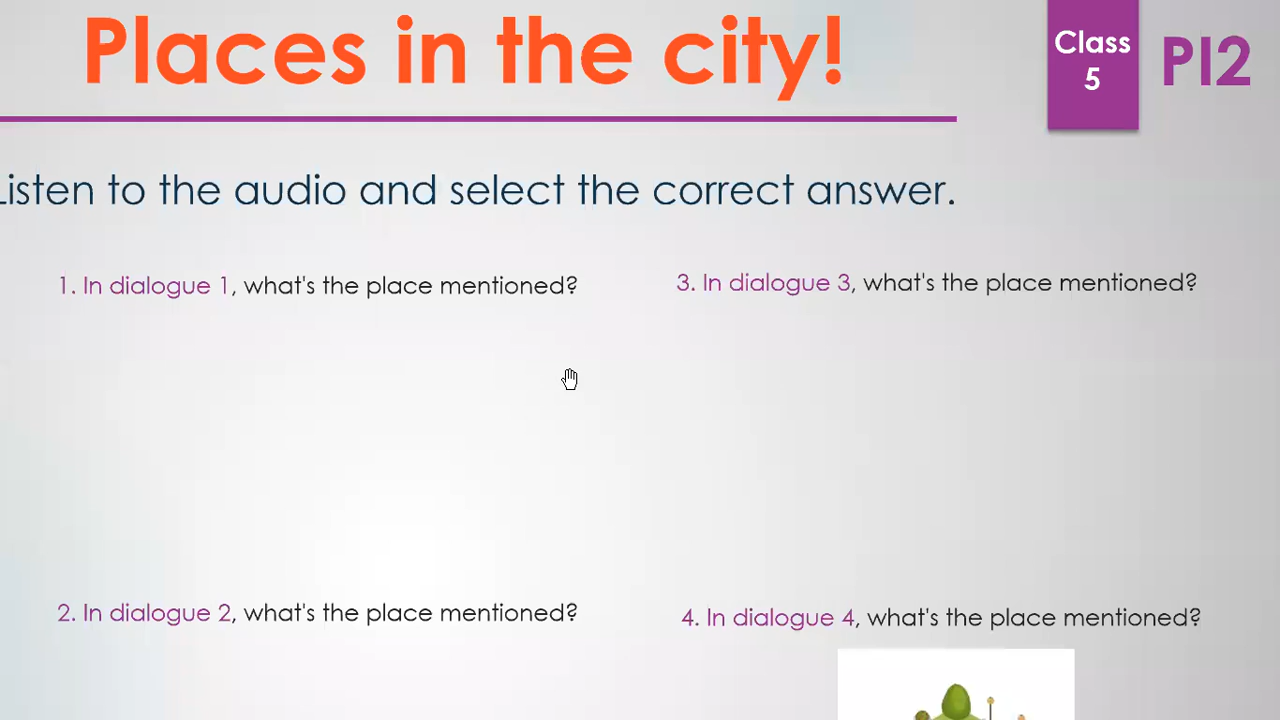 Places in the city!
Class
5
PI2
Listen to the audio and select the correct answer.
1. In dialogue 1, what's the place mentioned?
3. In dialogue 3, what's the place mentioned?
2. In dialogue 2, what's the place mentioned?
4. In dialogue 4, what's the place mentioned?